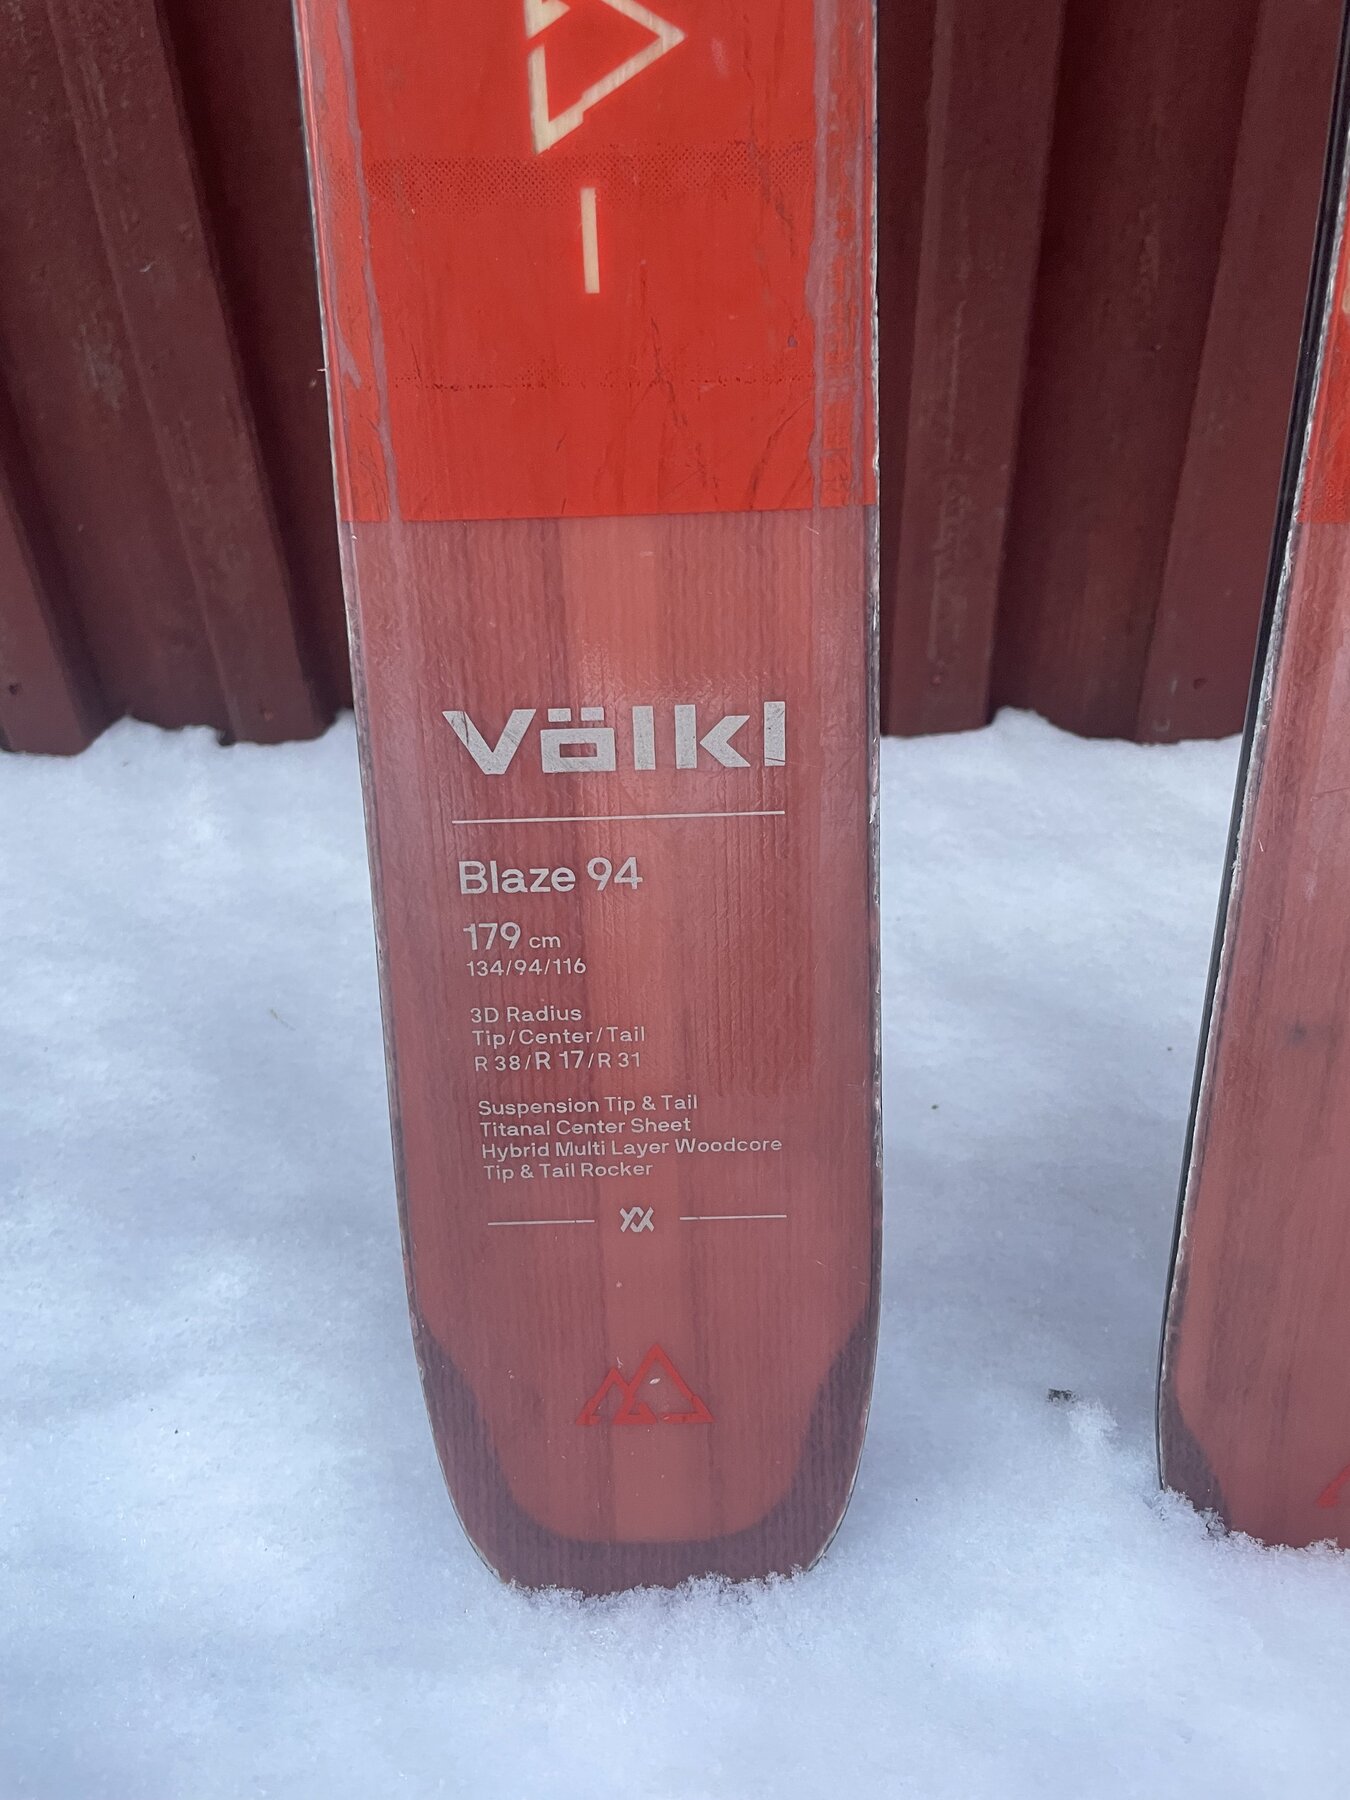 Völkl
Blaze 94
179 cm
134/94/116
3D Radius
Tip/Center/Tail
R 38/R 17/R 31
Suspension Tip & Tail
Titanal Center Sheet
Hybrid Multi Layer Woodcore
Tip & Tail Rocker